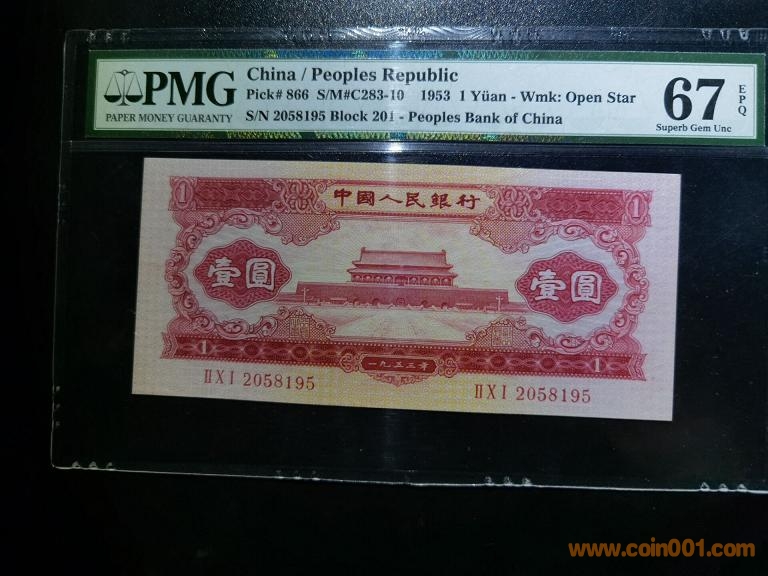 PMG
PAPER MONEY GUARANTY
China / Peoples Republic
Pick# 866 S/M#C283-10 1953 1 Yüan - Wmk: Open Star
S/N 2058195 Block 201 - Peoples Bank of China
67
EPQ
Superb Gem Unc
1
中國人民銀行
1
壹圓
壹圓
1
一九五三年
1
ⅡⅩⅠ 2058195
ⅡⅩⅠ 2058195
www.coin001.com